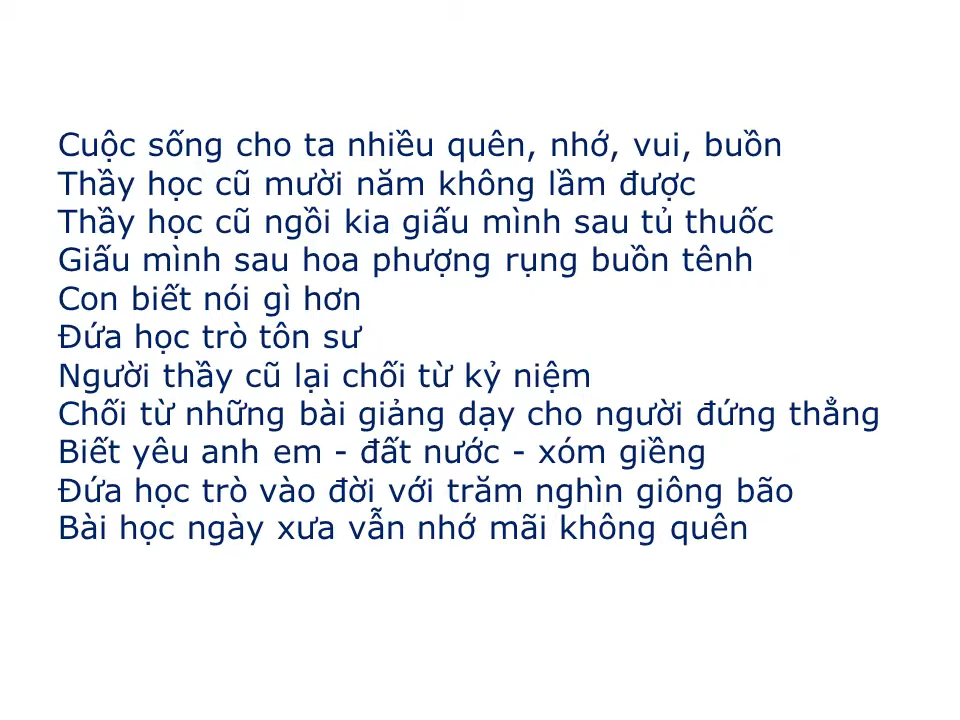 Cuộc sống cho ta nhiều quên, nhớ, vui, buồn
Thầy học cũ mười năm không lầm được
Thầy học cũ ngồi kia giấu mình sau tủ thuốc
Giấu mình sau hoa phượng rụng buồn tênh
Con biết nói gì hơn
Đứa học trò tôn sư
Người thầy cũ lại chối từ kỷ niệm
Chối từ những bài giảng dạy cho người đứng thẳng
Biết yêu anh em - đất nước - xóm giềng
Đứa học trò vào đời với trăm nghìn giông bão
Bài học ngày xưa vẫn nhớ mãi không quên